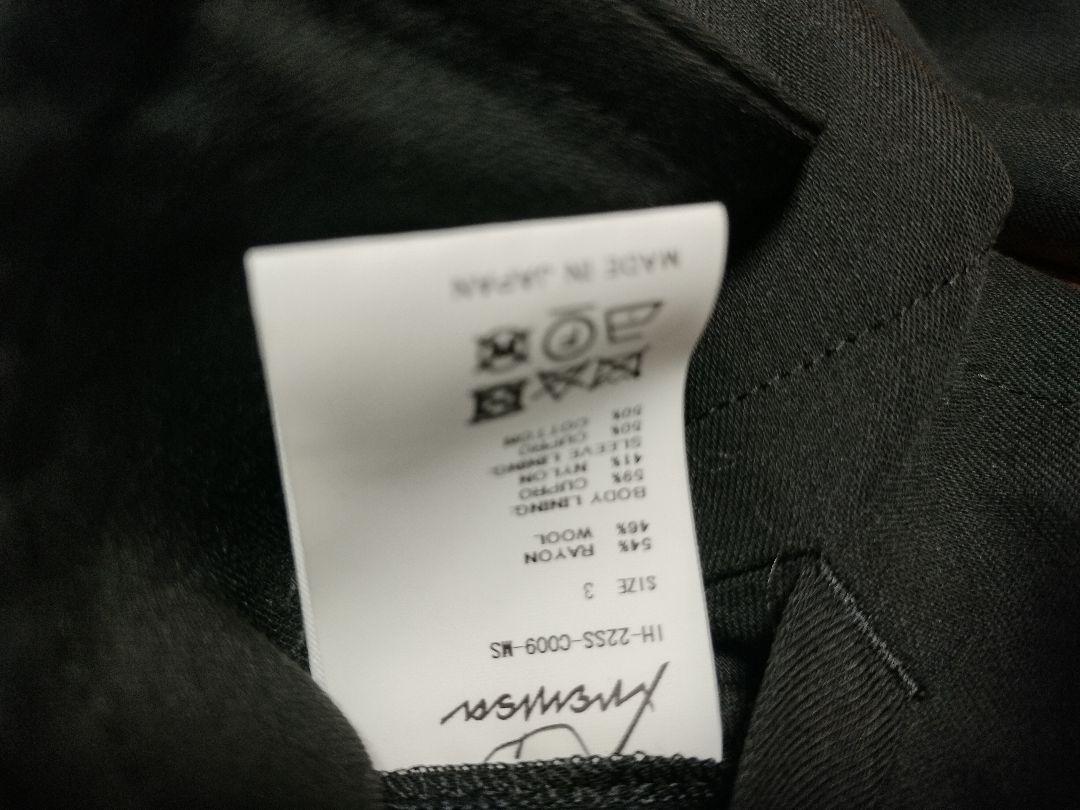 IH-22SS-C009-MS
SIZE 3
54% RAYON
46% WOOL
BODY LINING:
59% CUPRO
41% NYLON
SLEEVE LINING:
50% CUPRO
50% COTTON
MADE IN JAPAN